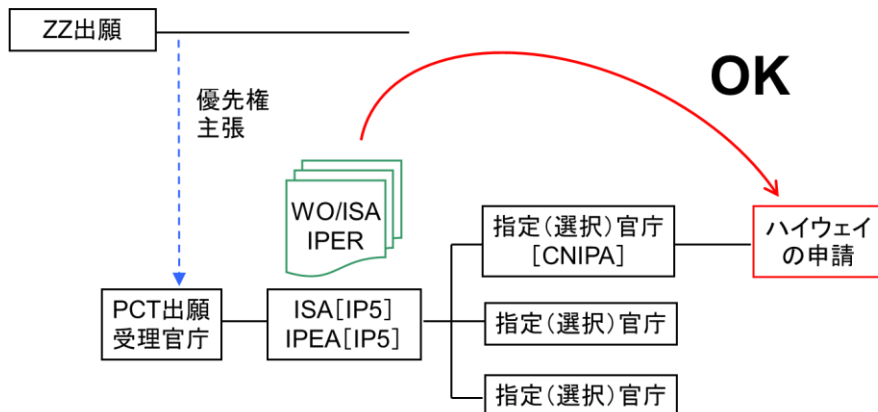 ZZ出願
優先権
主張
OK
WO/ISA
IPER
指定(選択)官庁
[CNIPA]
ハイウェイ
の申請
PCT出願
受理官庁
ISA[IP5]
IPEA[IP5]
指定(選択)官庁
指定(選択)官庁